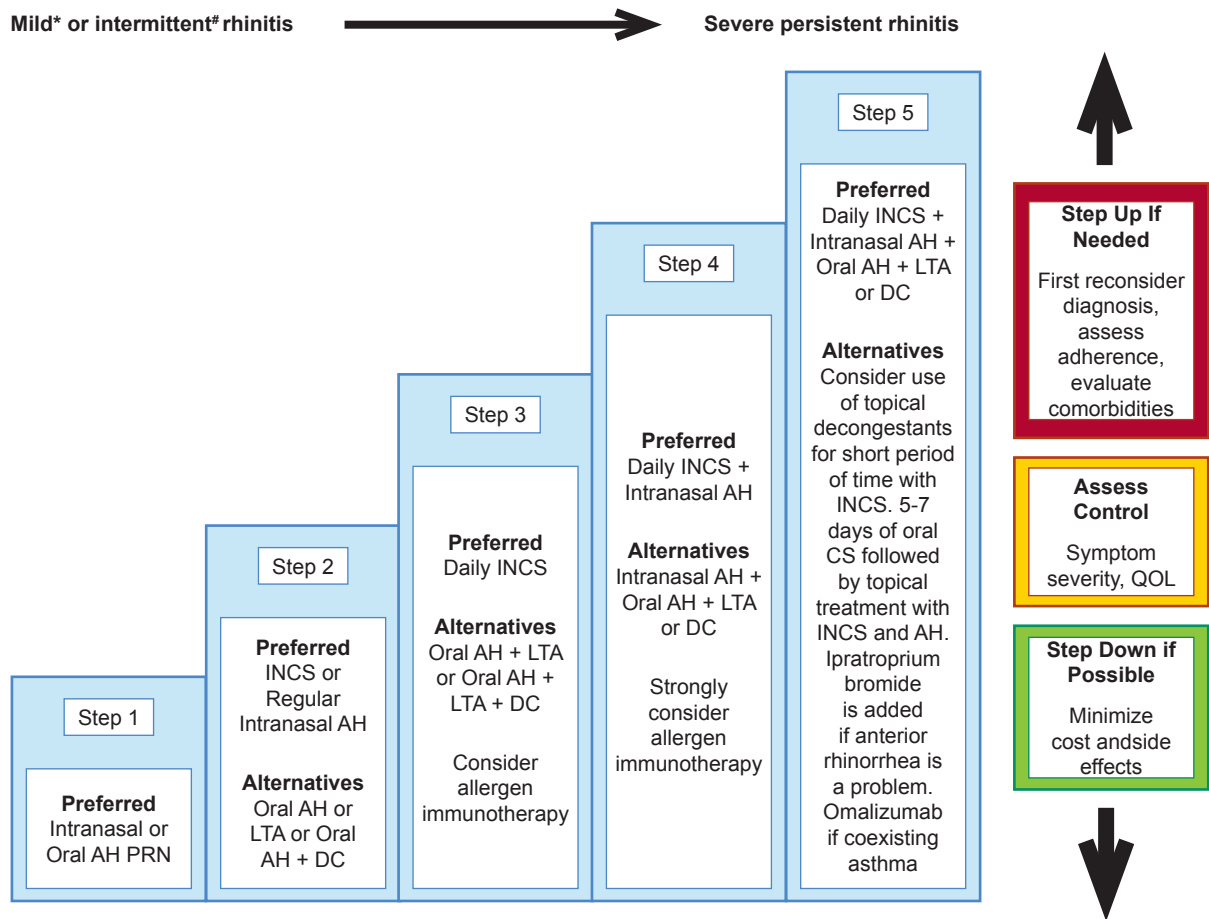 Mild* or intermittent# rhinitis
Severe persistent rhinitis
Step 1
Preferred
Intranasal or
Oral AH PRN
Step 2
Preferred
INCS or
Regular
Intranasal AH
Alternatives
Oral AH or
LTA or Oral
AH + DC
Step 3
Preferred
Daily INCS
Alternatives
Oral AH + LTA
or Oral AH +
LTA + DC
Consider
allergen
immunotherapy
Step 4
Preferred
Daily INCS +
Intranasal AH
Alternatives
Intranasal AH +
Oral AH + LTA
or DC
Strongly
consider
allergen
immunotherapy
Step 5
Preferred
Daily INCS +
Intranasal AH +
Oral AH + LTA
or DC
Alternatives
Consider use
of topical
decongestants
for short period
of time with
INCS. 5-7
days of oral
CS followed
by topical
treatment with
INCS and AH.
Ipratroprium
bromide
is added
if anterior
rhinorrhea is
a problem.
Omalizumab
if coexisting
asthma
Step Up If
Needed
First reconsider
diagnosis,
assess
adherence,
evaluate
comorbidities
Assess
Control
Symptom
severity, QOL
Step Down if
Possible
Minimize
cost andside
effects